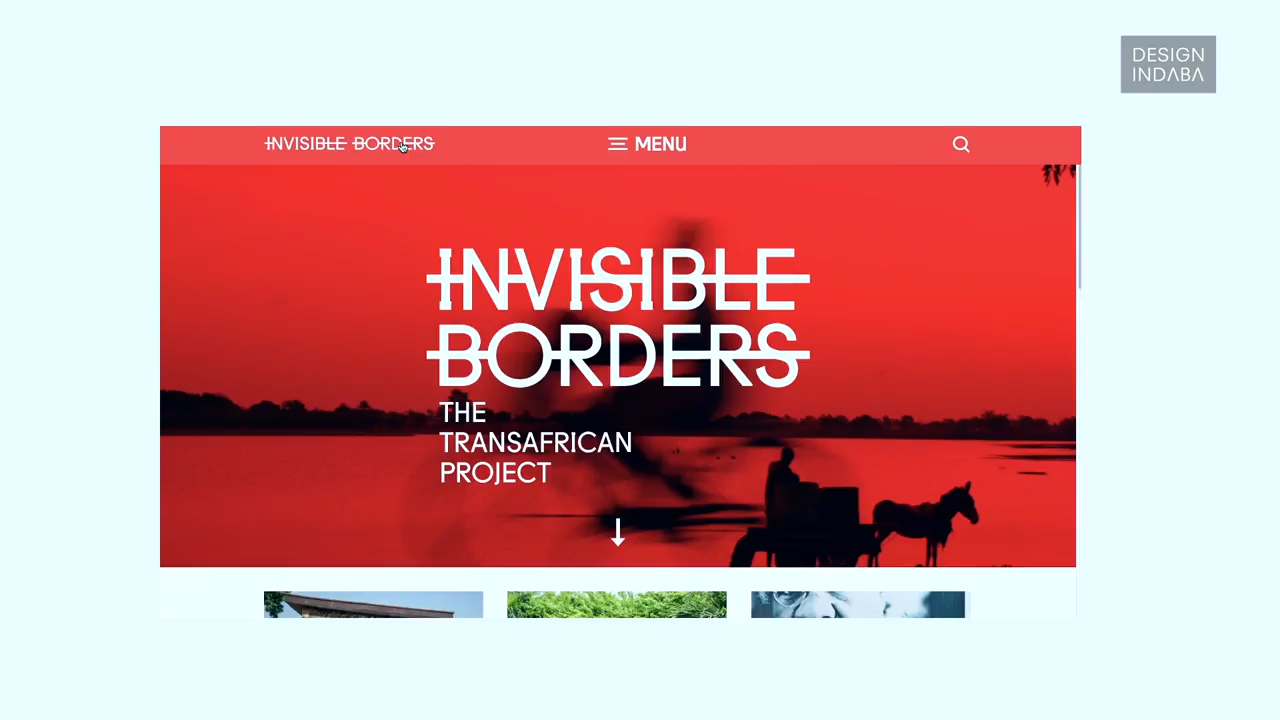 DESIGN
INDABA
INVISIBLE BORDERS
MENU
INVISIBLE
BORDERS
THE
TRANSAFRICAN
PROJECT